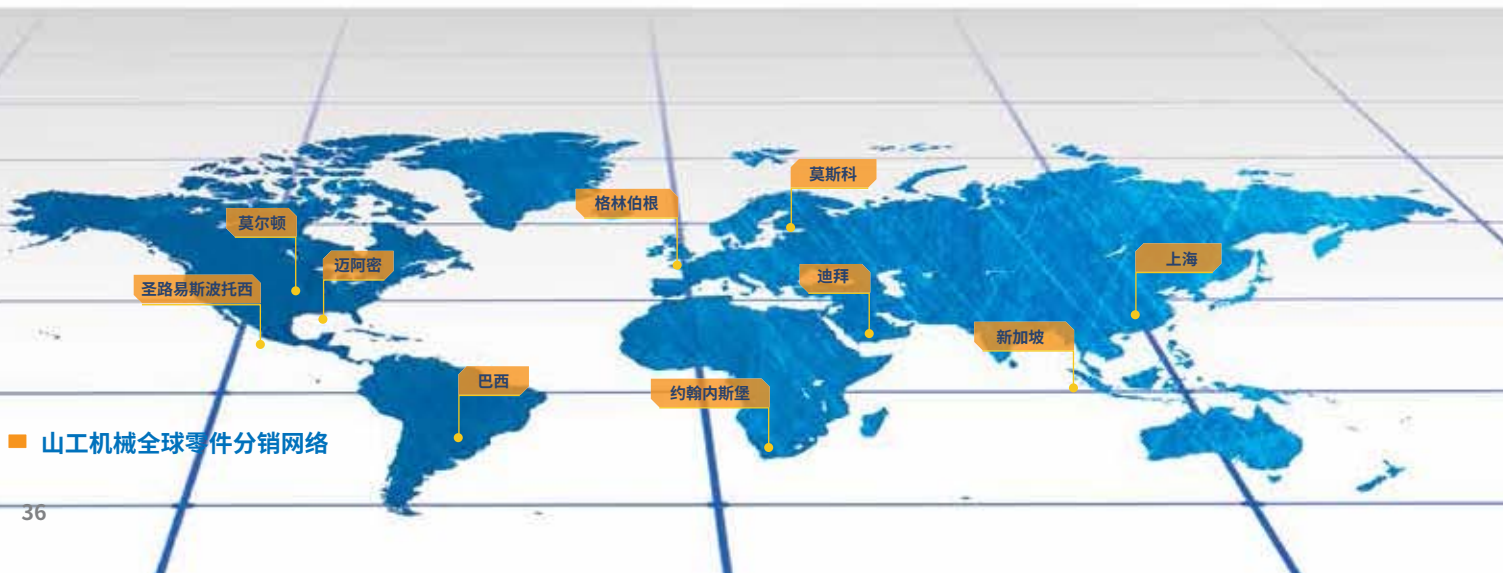 莫斯科
格林伯根
莫尔顿
上海
迈阿密
迪拜
圣路易斯波托西
新加坡
巴西
约翰内斯堡
山工机械全球零件分销网络
36